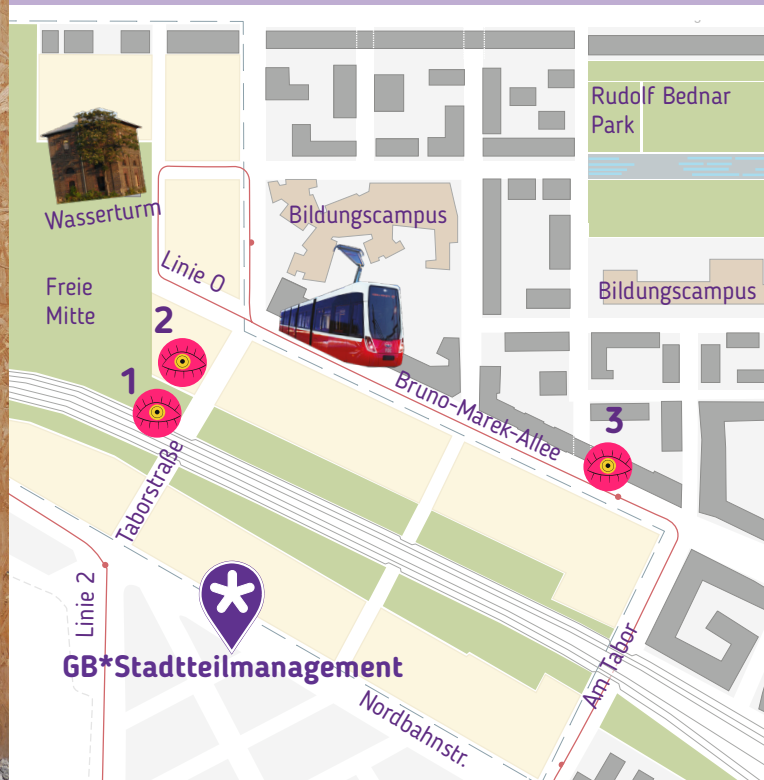 Rudolf Bednar
Park
Wasserturm
Bildungscampus
Linie O
Freie
Mitte
Bildungscampus
2
1
Bruno-Marek-Allee
3
Taborstraße
Linie 2
GB*Stadtteilmanagement
Am Tabor
Nordbahnstr.